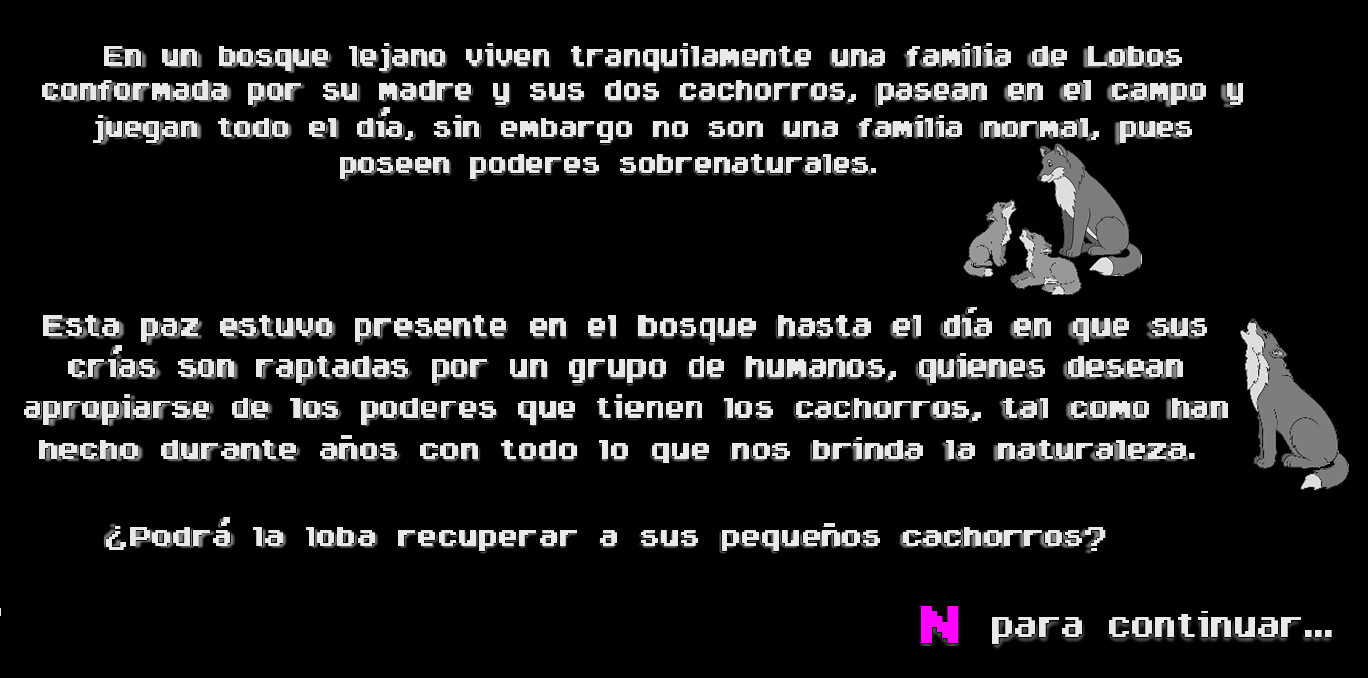 En un bosque lejano viven tranquilamente una familia de Lobos
conformada por su madre y sus dos cachorros, pasean en el campo y
juegan todo el día, sin embargo no son una familia normal, pues
poseen poderes sobrenaturales.
Esta paz estuvo presente en el bosque hasta el día en que sus
crías son raptadas por un grupo de humanos, quienes desean
apropiarse de los poderes que tienen los cachorros, tal como han
hecho durante años con todo lo que nos brinda la naturaleza.
¿Podrá la loba recuperar a sus pequeños cachorros?
N para continuar...